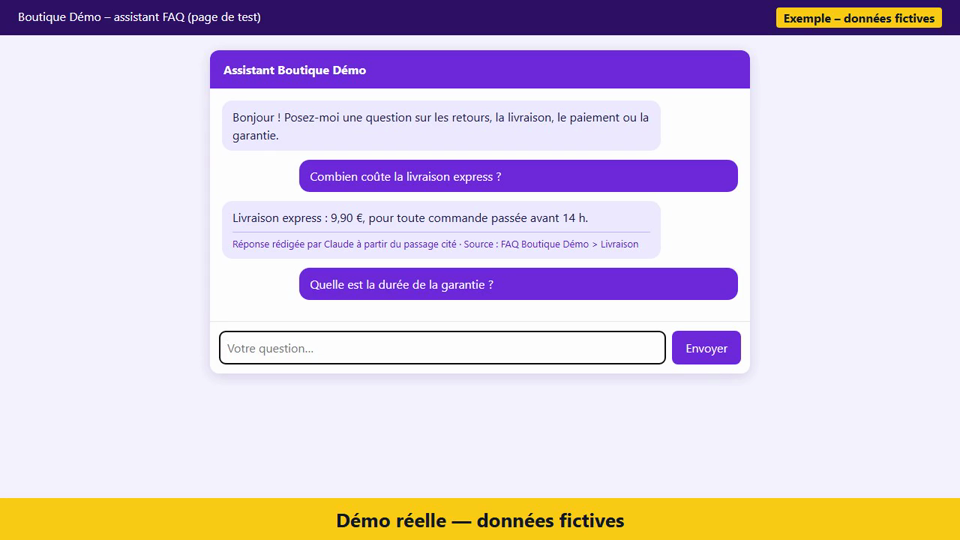 Boutique Démo – assistant FAQ (page de test)
Exemple – données fictives
Assistant Boutique Démo
Bonjour ! Posez-moi une question sur les retours, la livraison, le paiement ou la
garantie.
Combien coûte la livraison express ?
Livraison express : 9,90 €, pour toute commande passée avant 14 h.
Réponse rédigée par Claude à partir du passage cité · Source : FAQ Boutique Démo > Livraison
Quelle est la durée de la garantie ?
Votre question...
Envoyer
Démo réelle — données fictives